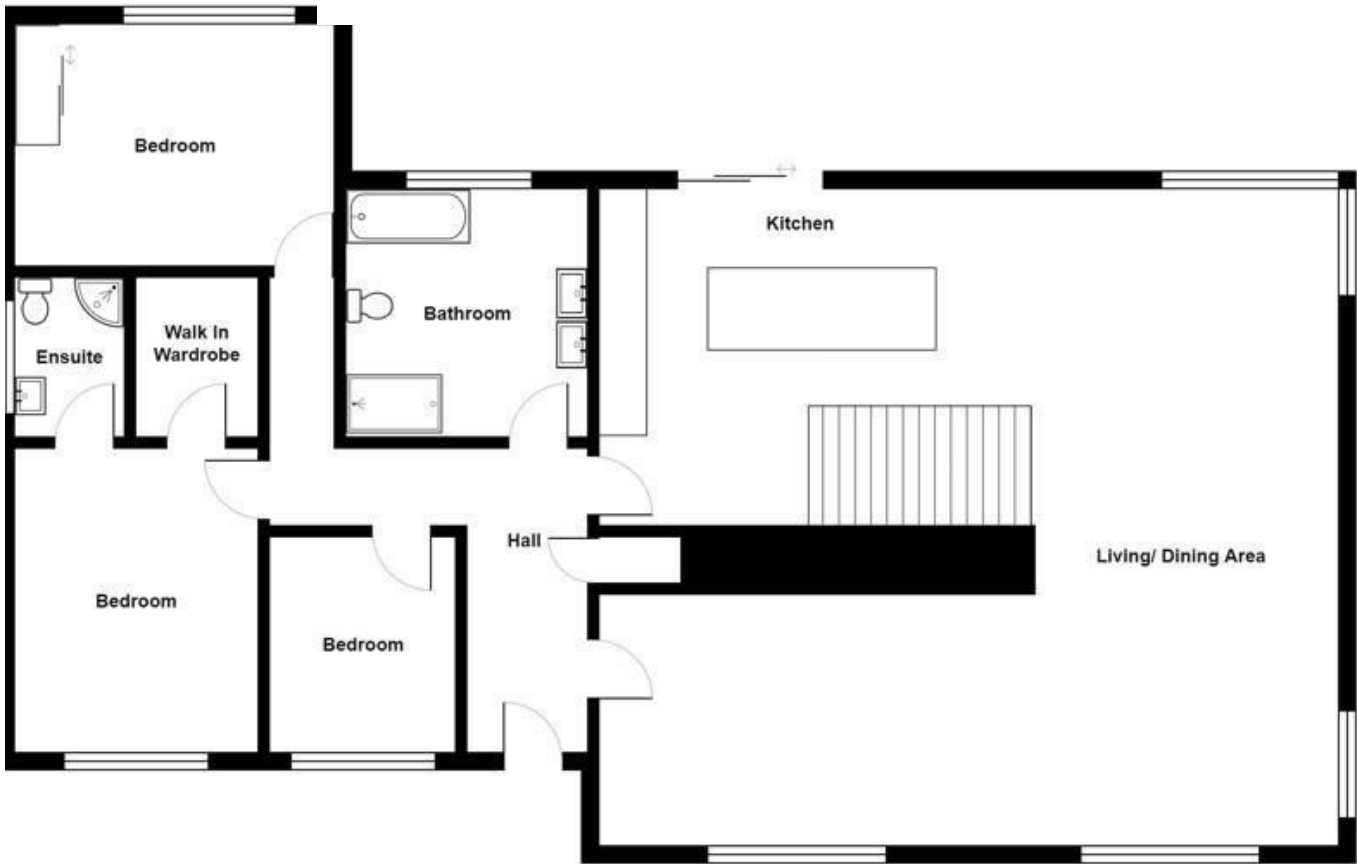 Bedroom
Kitchen
Bathroom
Walk In
Wardrobe
Ensuite
Hall
Living/ Dining Area
Bedroom
Bedroom